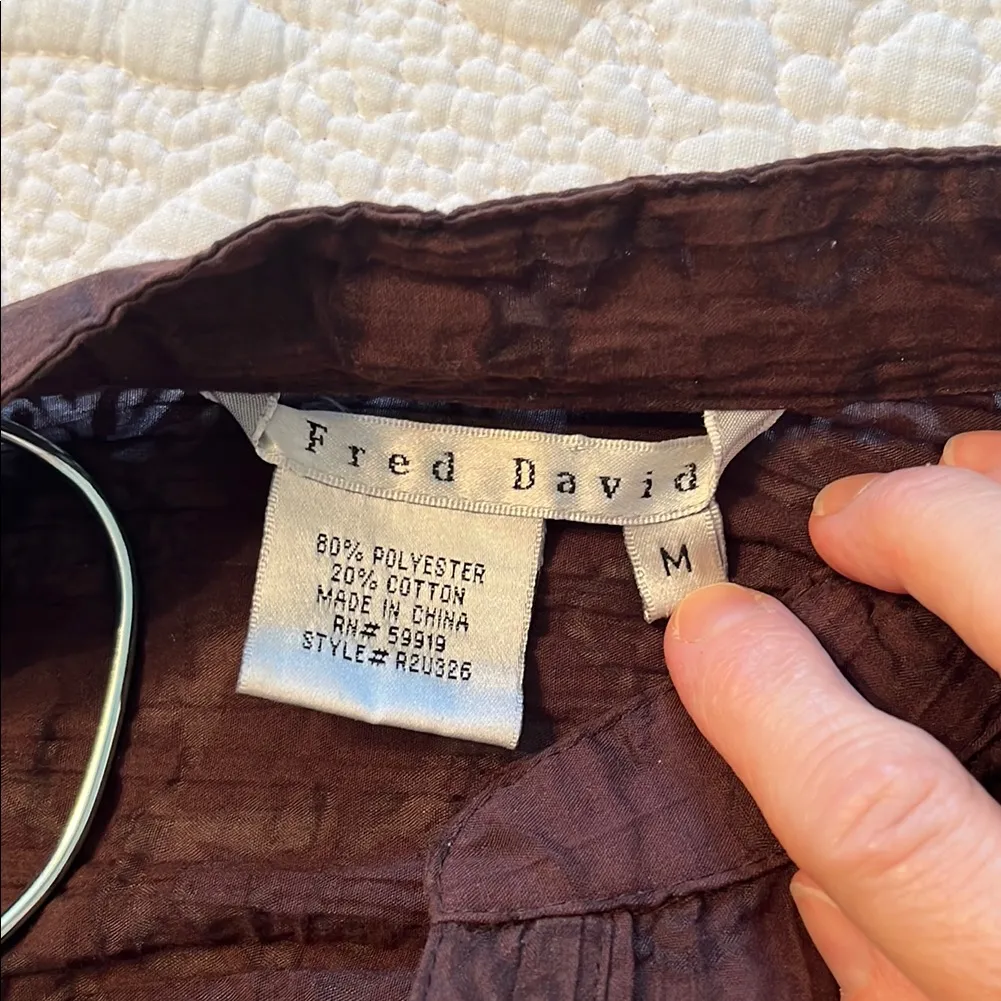 Fred David
M
80% POLYESTER
20% COTTON
MADE IN CHINA
RN# 59919
STYLE# R2U326